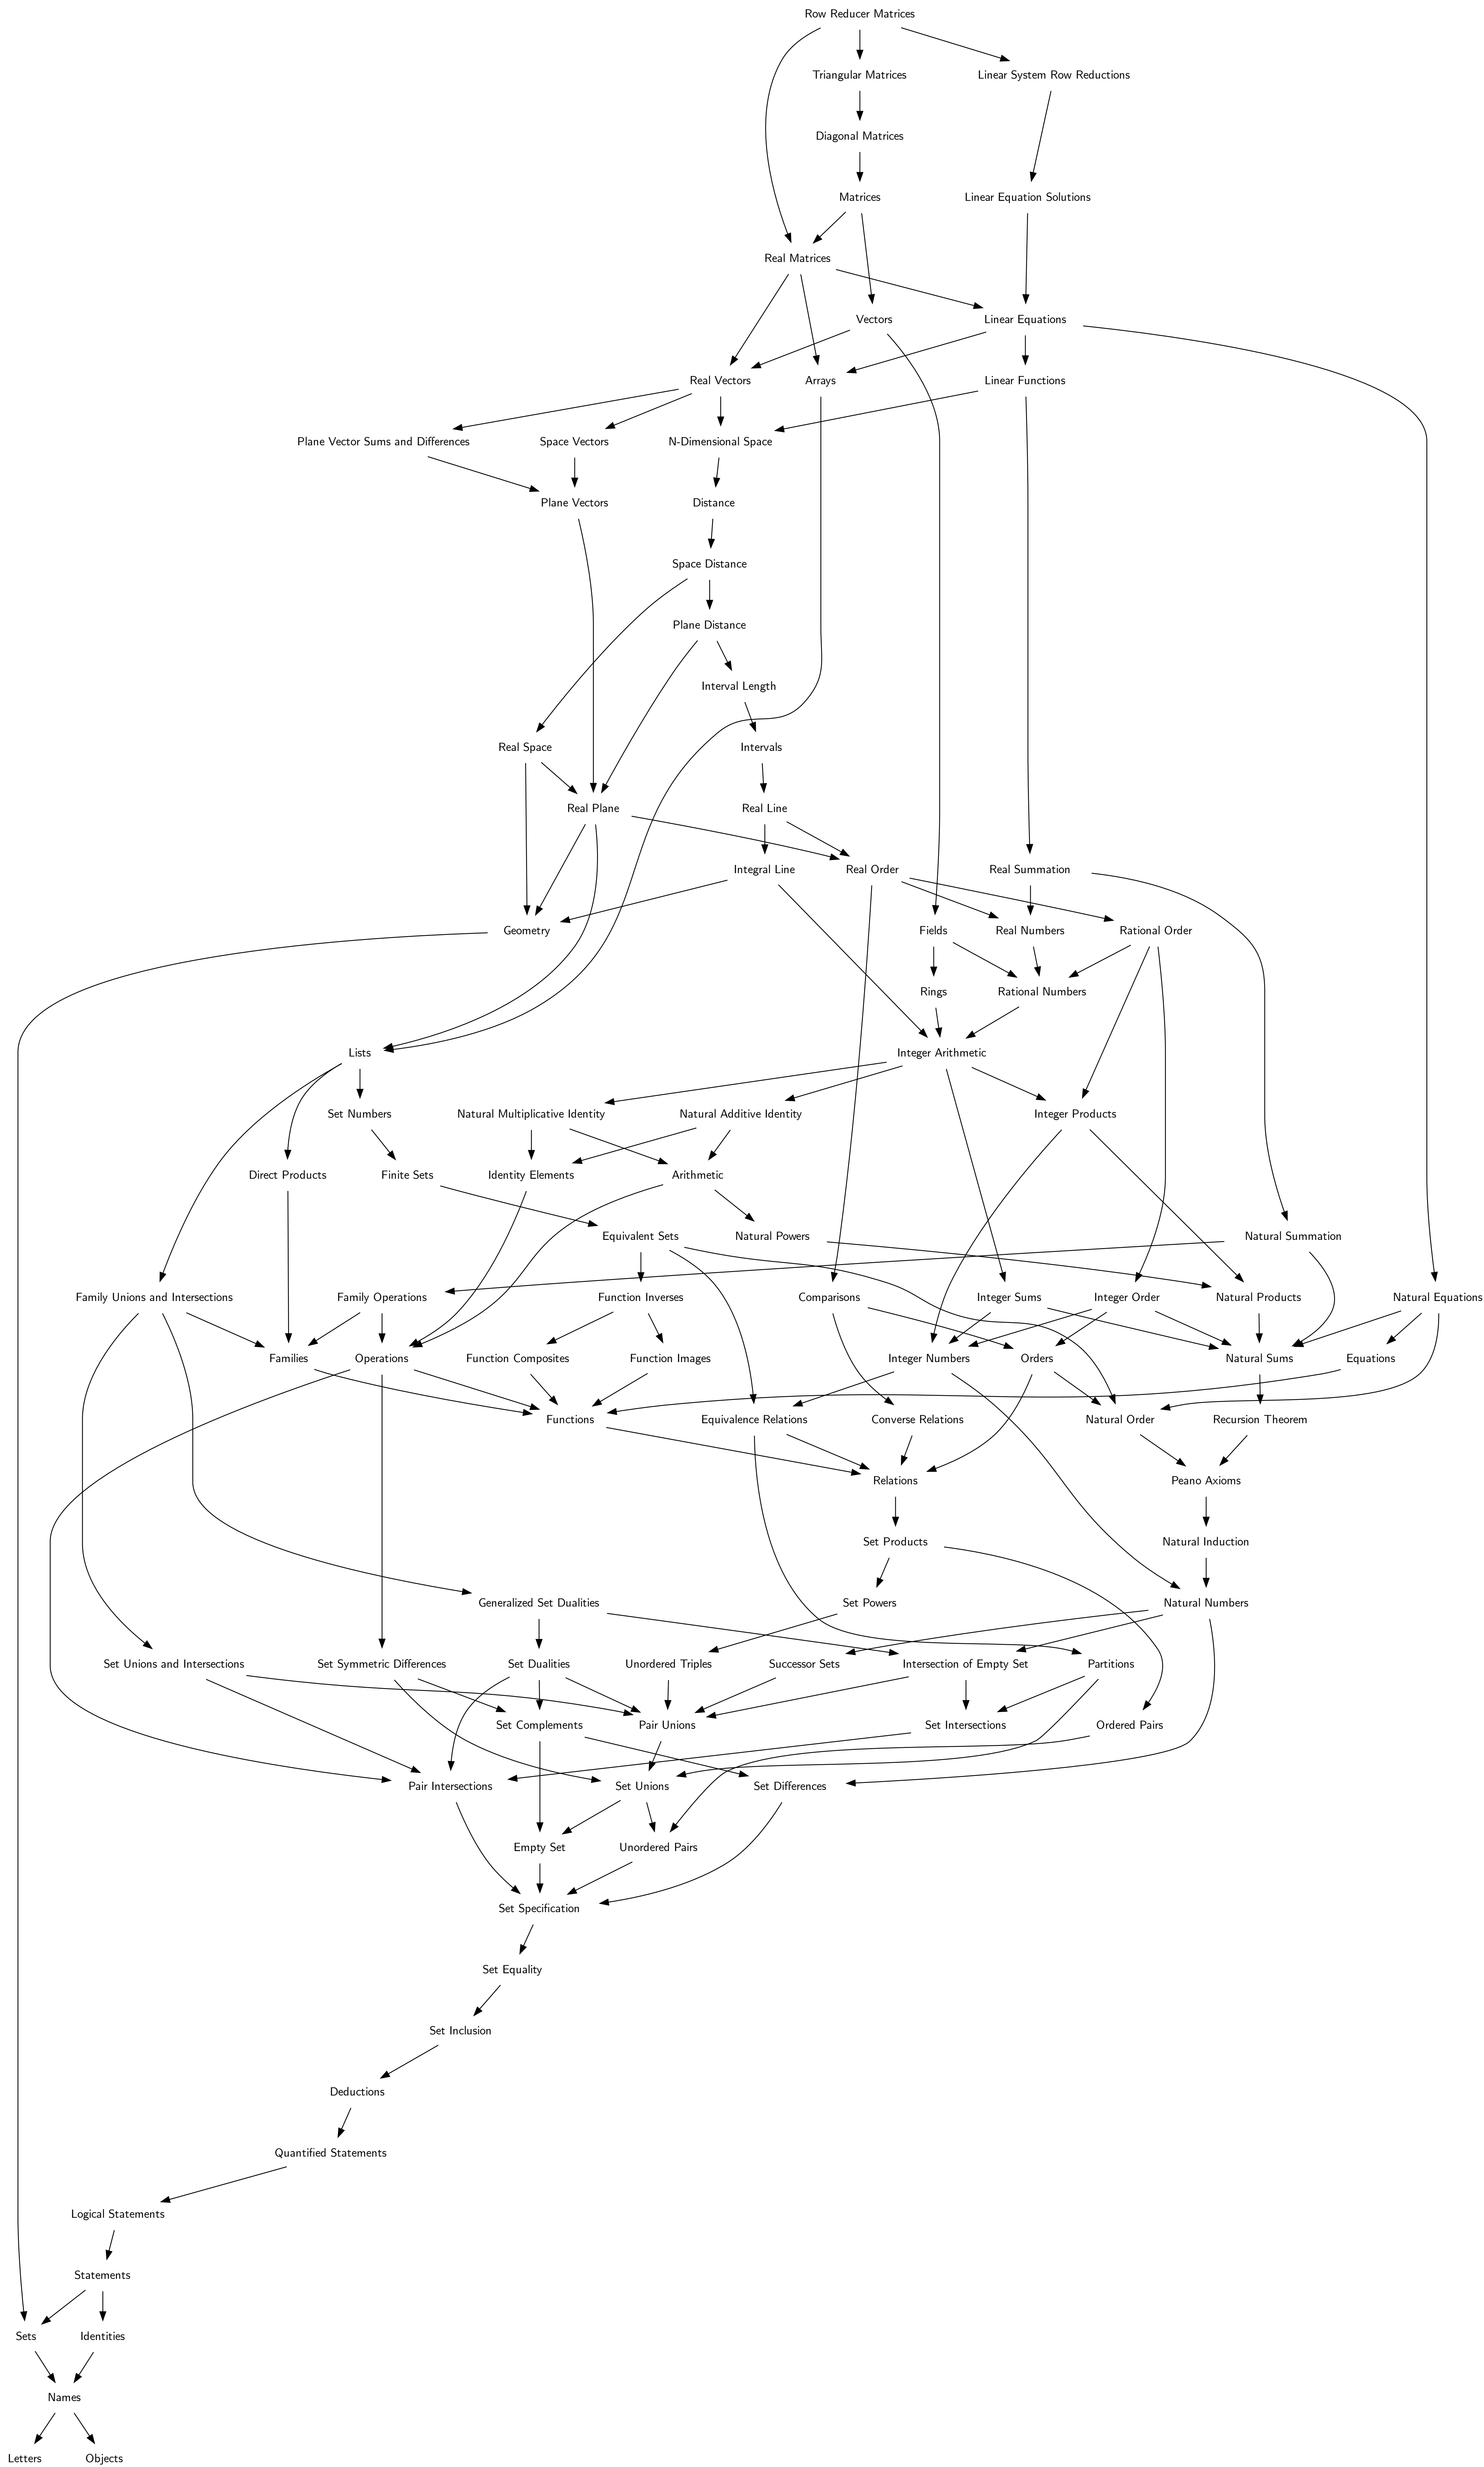 Row Reducer Matrices
Triangular Matrices
Linear System Row Reductions
Diagonal Matrices
Matrices
Linear Equation Solutions
Real Matrices
Vectors
Linear Equations
Real Vectors
Arrays
Linear Functions
Plane Vector Sums and Differences
Space Vectors
N-Dimensional Space
Plane Vectors
Distance
Space Distance
Plane Distance
Interval Length
Real Space
Intervals
Real Plane
Real Line
Integral Line
Real Order
Real Summation
Geometry
Fields
Real Numbers
Rational Order
Rings
Rational Numbers
Lists
Integer Arithmetic
Set Numbers
Natural Multiplicative Identity
Natural Additive Identity
Integer Products
Direct Products
Finite Sets
Identity Elements
Arithmetic
Equivalent Sets
Natural Powers
Natural Summation
Family Unions and Intersections
Family Operations
Function Inverses
Comparisons
Integer Sums
Integer Order
Natural Products
Natural Equations
Families
Operations
Function Composites
Function Images
Integer Numbers
Orders
Natural Sums
Equations
Functions
Equivalence Relations
Converse Relations
Natural Order
Recursion Theorem
Relations
Peano Axioms
Set Products
Natural Induction
Generalized Set Dualities
Set Powers
Natural Numbers
Set Unions and Intersections
Set Symmetric Differences
Set Dualities
Unordered Triples
Successor Sets
Intersection of Empty Set
Partitions
Set Complements
Pair Unions
Set Intersections
Ordered Pairs
Pair Intersections
Set Unions
Set Differences
Empty Set
Unordered Pairs
Set Specification
Set Equality
Set Inclusion
Deductions
Quantified Statements
Logical Statements
Statements
Sets
Identities
Names
Letters
Objects